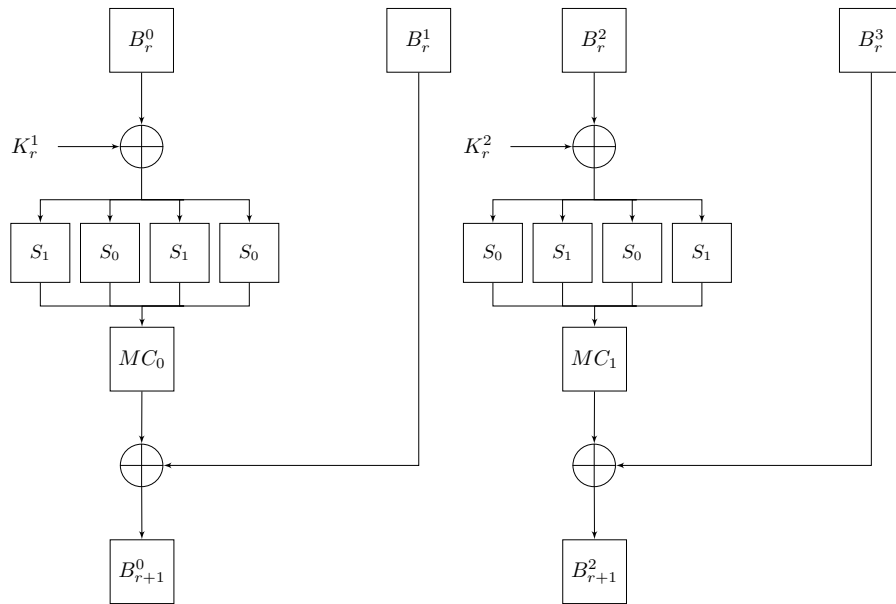 $B_r^0$ $B_r^1$ $B_r^2$ $B_r^3$
$K_r^1$ $K_r^2$
$S_1$ $S_0$ $S_1$ $S_0$ $S_0$ $S_1$ $S_0$ $S_1$
$MC_0$ $MC_1$
$B_{r+1}^0$ $B_{r+1}^2$